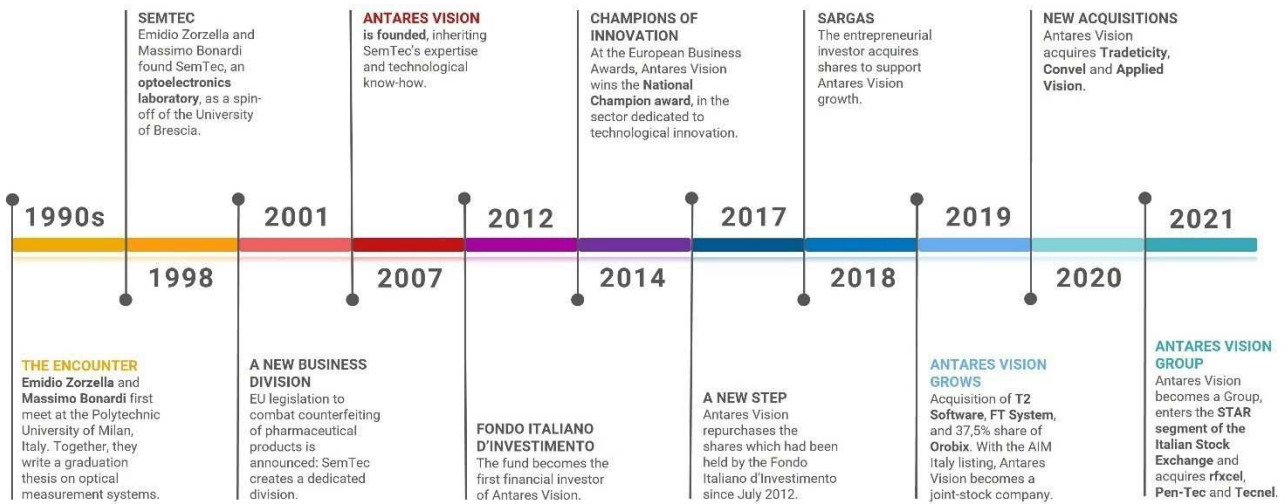 SEMTEC
Emidio Zorzella and
Massimo Bonardi
found SemTec, an
optoelectronics
laboratory, as a spin-
off of the University
of Brescia.
ANTARES VISION
is founded, inheriting
SemTec's expertise
and technological
know-how.
CHAMPIONS OF
INNOVATION
At the European Business
Awards, Antares Vision
wins the National
Champion award, in the
sector dedicated to
technological innovation.
SARGAS
The entrepreneurial
investor acquires
shares to support
Antares Vision
growth.
NEW ACQUISITIONS
Antares Vision
acquires Tradeticity,
Convel and Applied
Vision.
1990s
2001
2012
2017
2019
2021
1998
2007
2014
2018
2020
THE ENCOUNTER
Emidio Zorzella and
Massimo Bonardi first
meet at the Polytechnic
University of Milan,
Italy. Together, they
write a graduation
thesis on optical
measurement systems.
A NEW BUSINESS
DIVISION
EU legislation to
combat counterfeiting
of pharmaceutical
products is
announced: SemTec
creates a dedicated
division.
FONDO ITALIANO
D'INVESTIMENTO
The fund becomes the
first financial investor
of Antares Vision.
A NEW STEP
Antares Vision
repurchases the
shares which had been
held by the Fondo
Italiano d'Investimento
since July 2012.
ANTARES VISION
GROWS
Acquisition of T2
Software, FT System,
and 37,5% share of
Orobix. With the AIM
Italy listing, Antares
Vision becomes a
joint-stock company.
ANTARES VISION
GROUP
Antares Vision
becomes a Group,
enters the STAR
segment of the
Italian Stock
Exchange and
acquires rfxcel,
Pen-Tec and Tecnel.